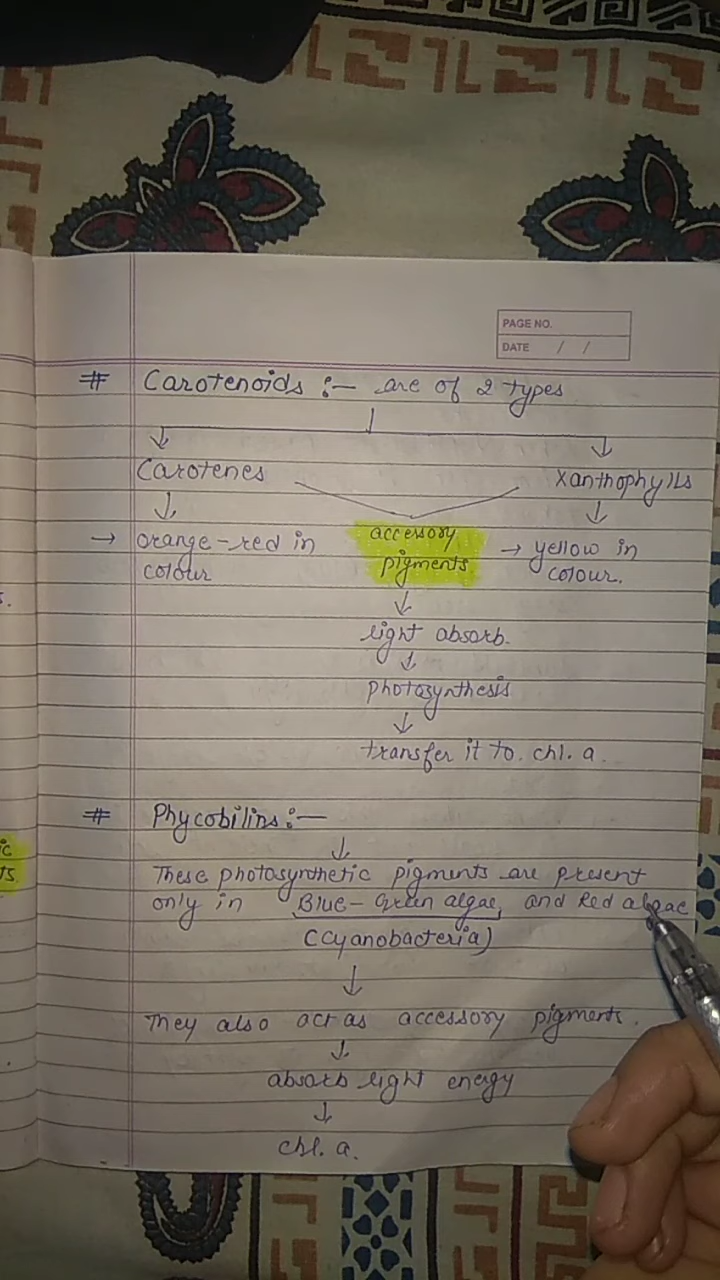 PAGE NO.
DATE / /
# Carotenoids :- are of 2 types
Carotenes
Xanthophylls
→ orange-red in
colour
accessory
pigments
→ yellow in
colour.
light absorb.
photosynthesis
transfer it to. chl. a.
# Phycobilins :-
These photosynthetic pigments are present
only in Blue-Green algae, and Red algae
(Cyanobacteria)
They also act as accessory pigments.
absorb light energy
chl. a.
s.
ic
ts.